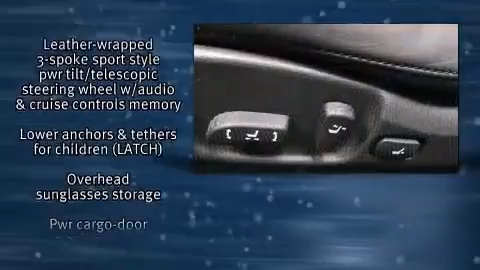 Leather-wrapped
3-spoke sport style
pwr tilt/telescopic
steering wheel w/audio
& cruise controls memory
Lower anchors & tethers
for children (LATCH)
Overhead
sunglasses storage
Pwr cargo-door